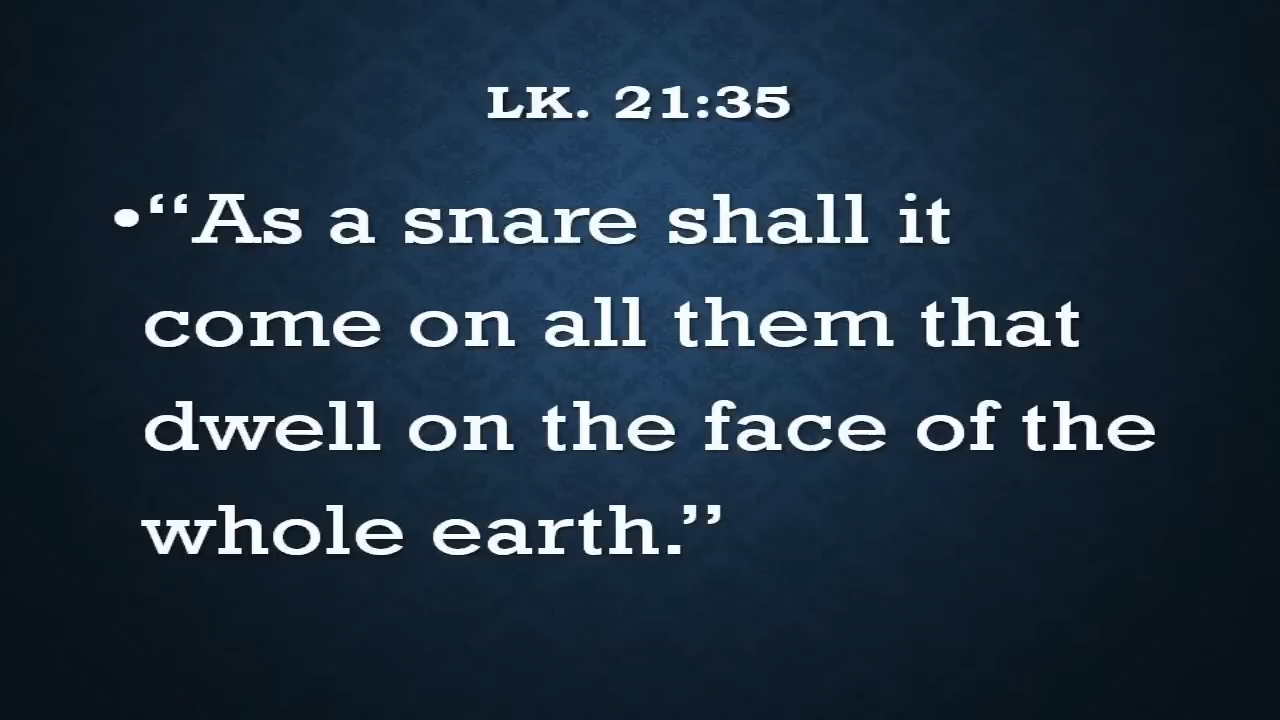 LK. 21:35
•“As a snare shall it
come on all them that
dwell on the face of the
whole earth.”